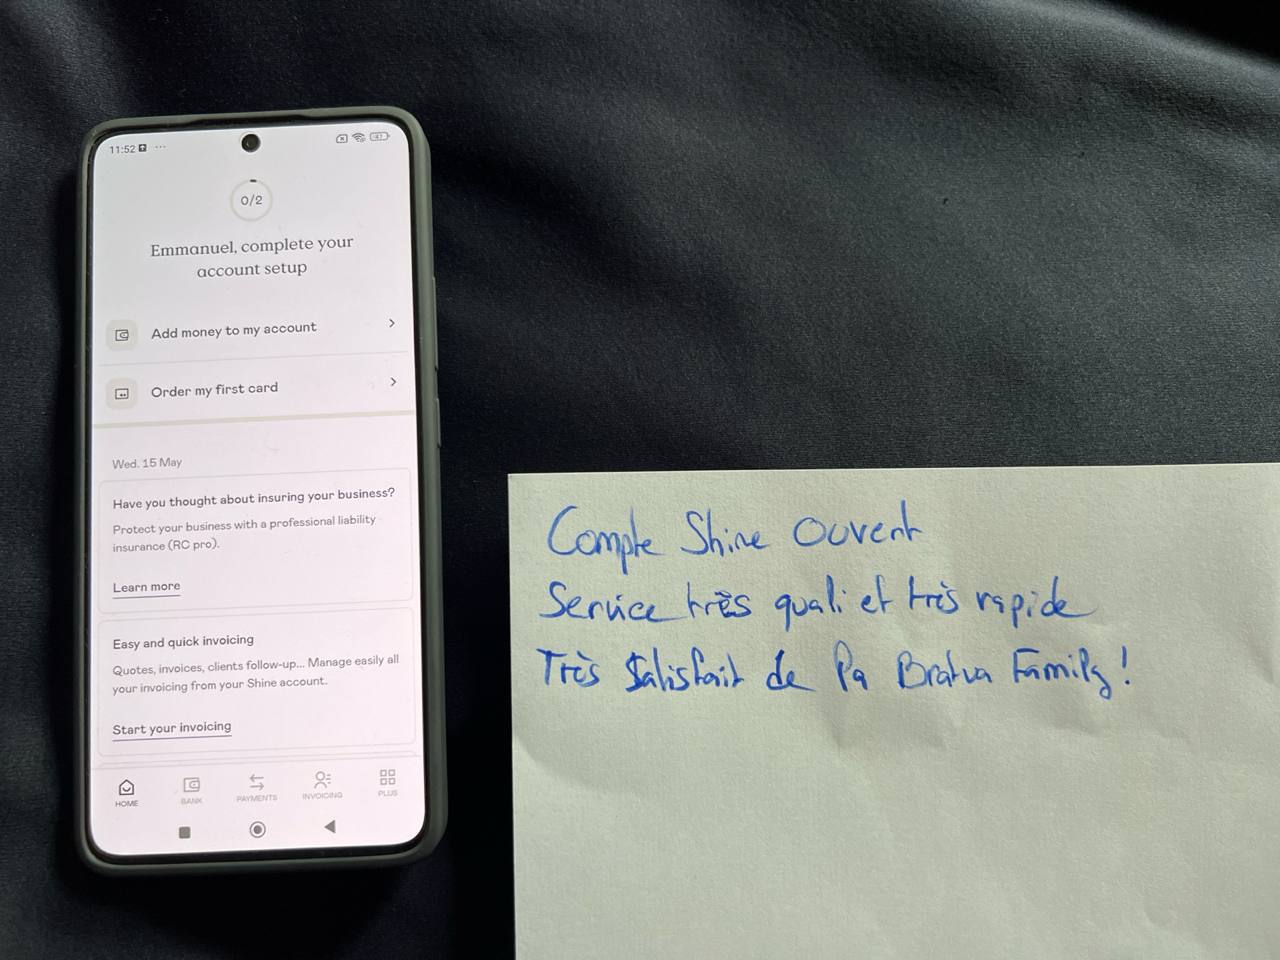 11:52
0/2
Emmanuel, complete your
account setup
Add money to my account
Order my first card
Wed. 15 May
Have you thought about insuring your business?
Protect your business with a professional liability
insurance (RC pro).
Learn more
Easy and quick invoicing
Quotes, invoices, clients follow-up... Manage easily all
your invoicing from your Shine account.
Start your invoicing
HOME BANK PAYMENTS INVOICING PLUS
Compte Shine Ouvert
Service très quali et très rapide
Très Satisfait de la Bratva Family!